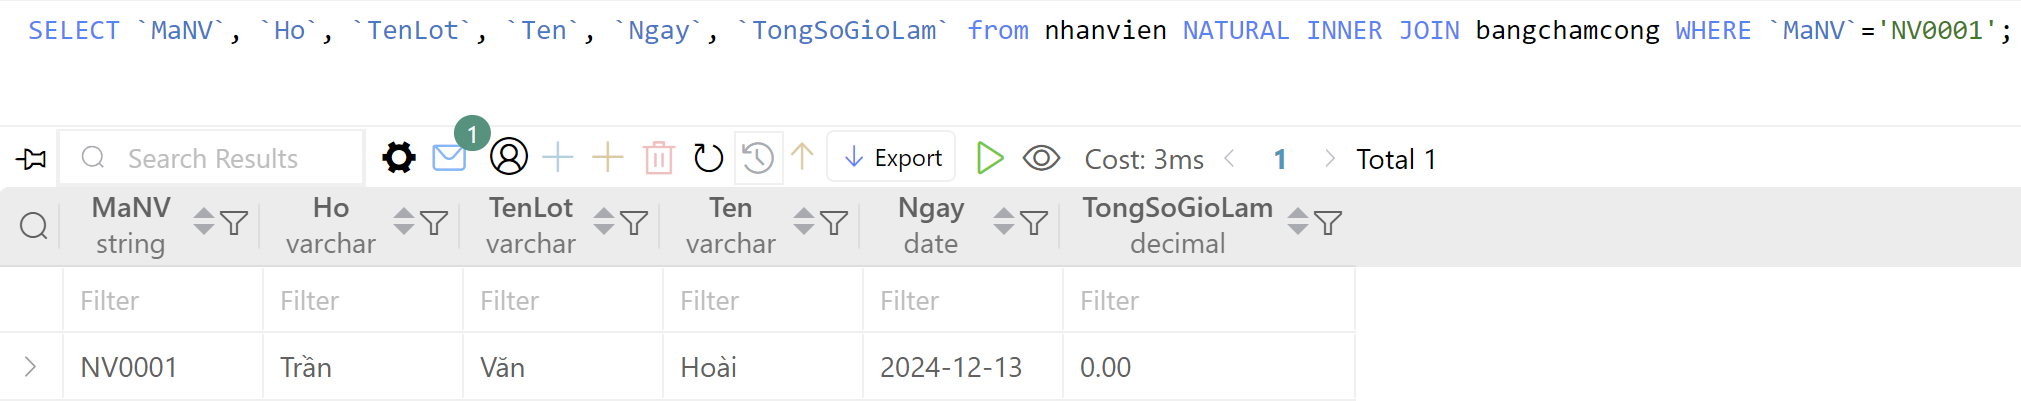 SELECT `MaNV`, `Ho`, `TenLot`, `Ten`, `Ngay`, `TongSoGioLam` from nhanvien NATURAL INNER JOIN bangchamcong WHERE `MaNV`='NV0001';
Search Results 1 Export Cost: 3ms 1 Total 1
MaNV Ho TenLot Ten Ngay TongSoGioLam
string varchar varchar varchar date decimal
Filter Filter Filter Filter Filter Filter
NV0001 Trần Văn Hoài 2024-12-13 0.00